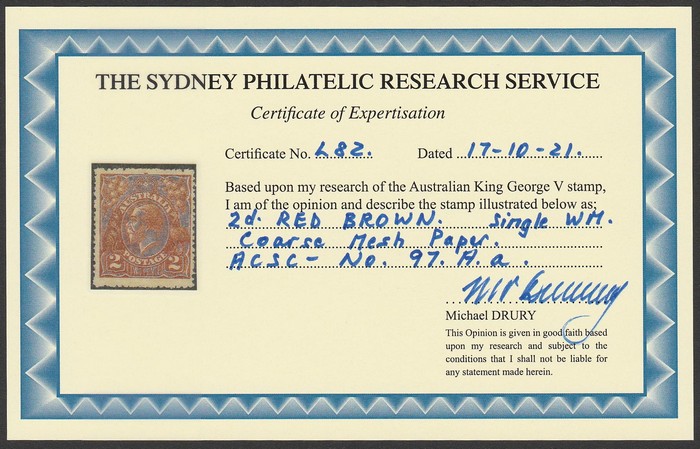 THE SYDNEY PHILATELIC RESEARCH SERVICE
Certificate of Expertisation
Certificate No. L82. Dated 17-10-21.
Based upon my research of the Australian King George V stamp,
I am of the opinion and describe the stamp illustrated below as;
2d. RED BROWN. Single WM.
Coarse Mesh Paper.
ACSC - No. 97. A. a.
Michael DRURY
This Opinion is given in good faith based
upon my research and subject to the
conditions that I shall not be liable for
any statement made herein.
AUSTRALIA
2 POSTAGE 2